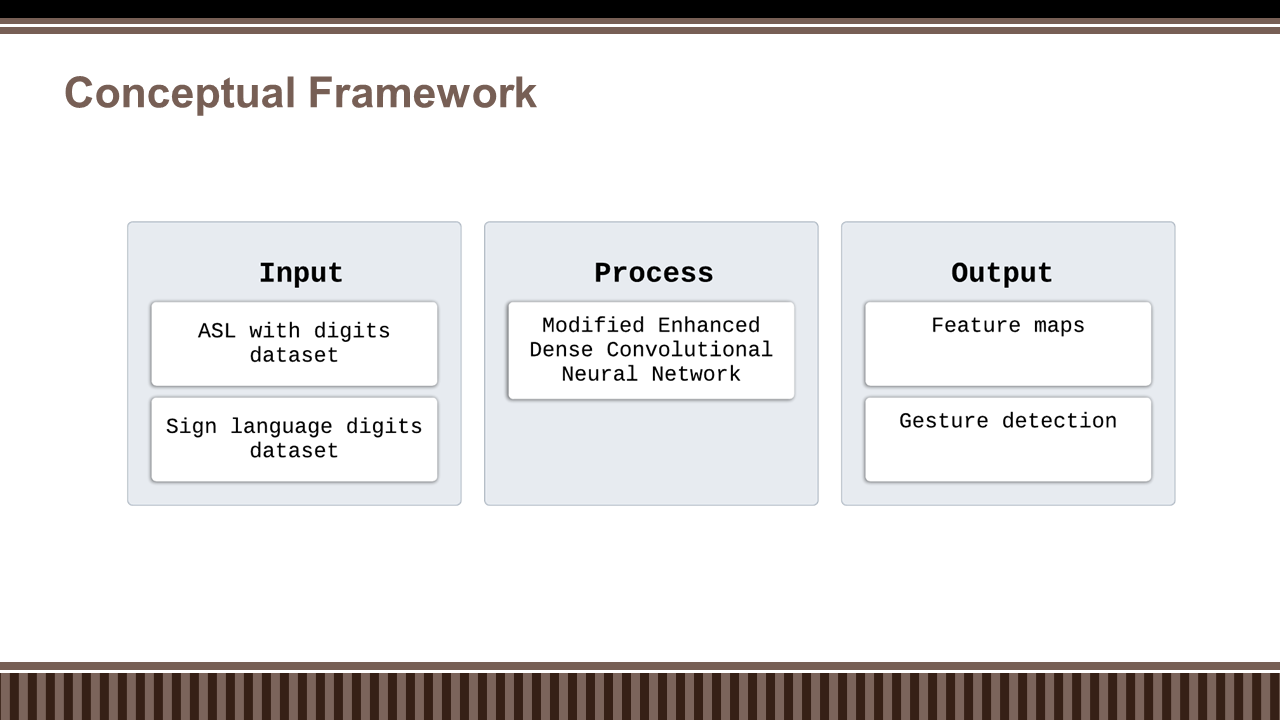 Conceptual Framework
Input
ASL with digits
dataset
Sign language digits
dataset
Process
Modified Enhanced
Dense Convolutional
Neural Network
Output
Feature maps
Gesture detection